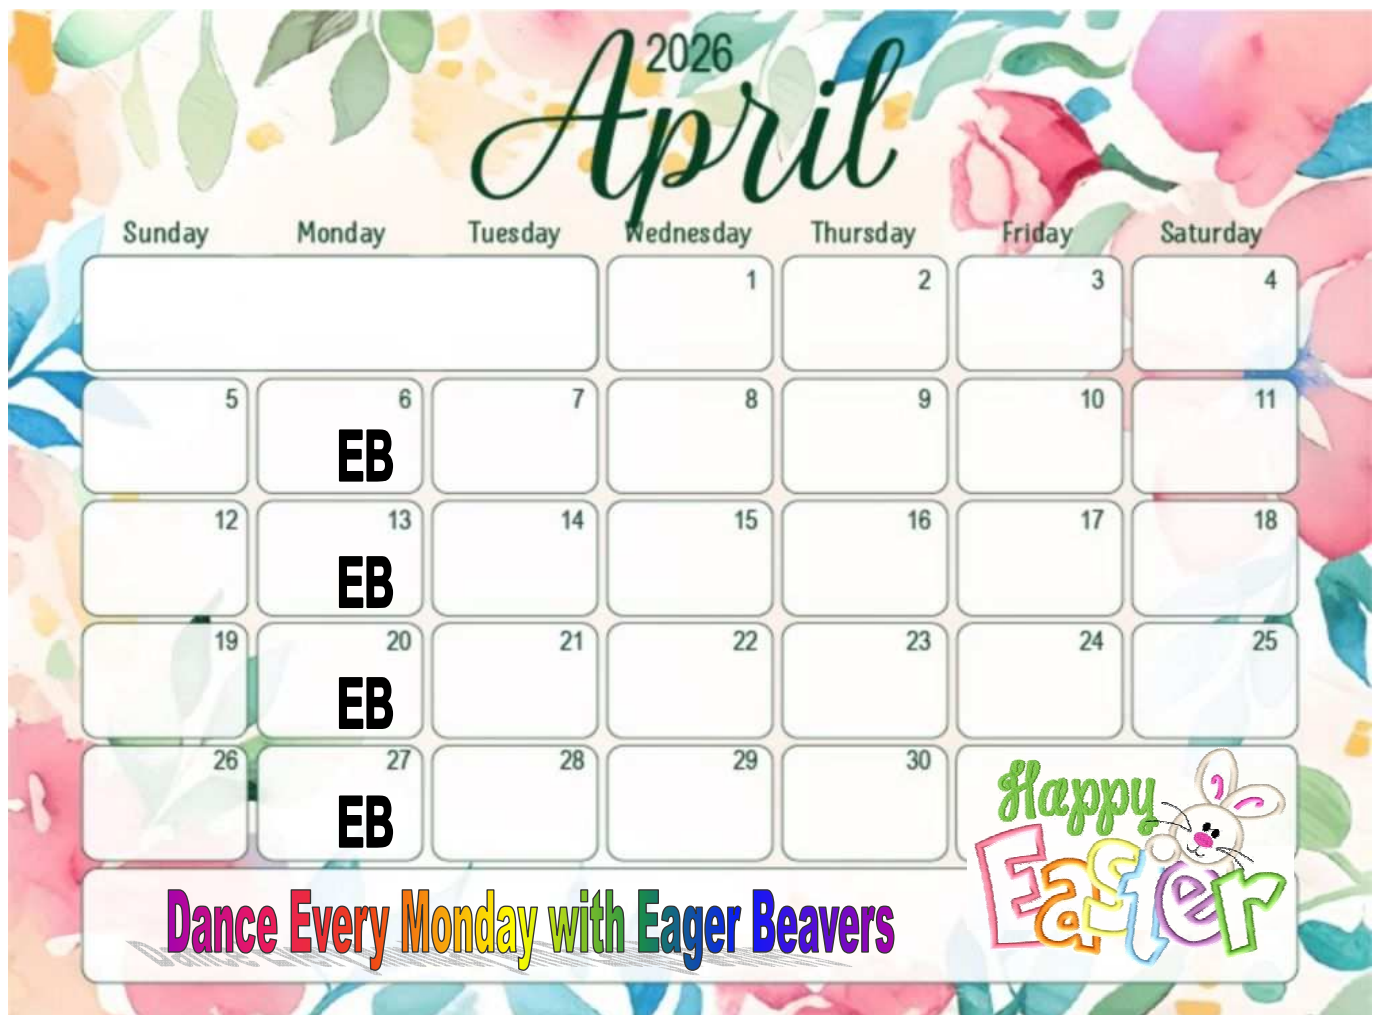 2026
April
Sunday Monday Tuesday Wednesday Thursday Friday Saturday
1 2 3 4
5 6 7 8 9 10 11
EB
12 13 14 15 16 17 18
EB
19 20 21 22 23 24 25
EB
26 27 28 29 30
EB
Happy
Easter
Dance Every Monday with Eager Beavers